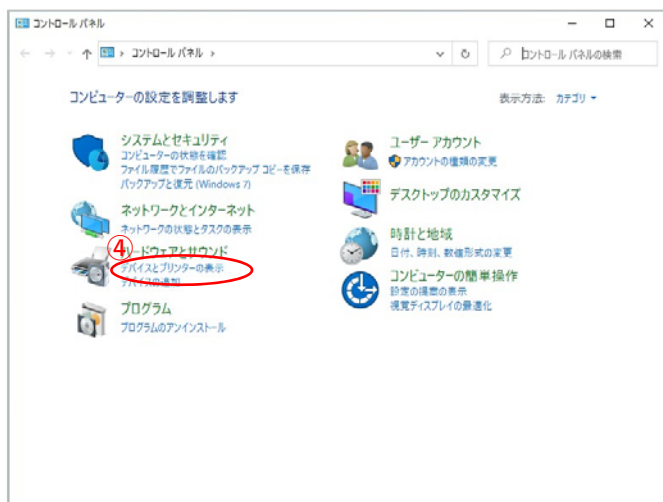 コントロール パネル
コントロール パネル
コントロール パネルの検索
コンピューターの設定を調整します
表示方法: カテゴリ
システムとセキュリティ
コンピューターの状態を確認
ファイル履歴でファイルのバックアップ コピーを保存
バックアップと復元 (Windows 7)
ネットワークとインターネット
ネットワークの状態とタスクの表示
④
ードウェアとサウンド
デバイスとプリンターの表示
デバイスの追加
プログラム
プログラムのアンインストール
ユーザー アカウント
アカウントの種類の変更
デスクトップのカスタマイズ
時計と地域
日付、時刻、数値形式の変更
コンピューターの簡単操作
設定の提案の表示
視覚ディスプレイの最適化